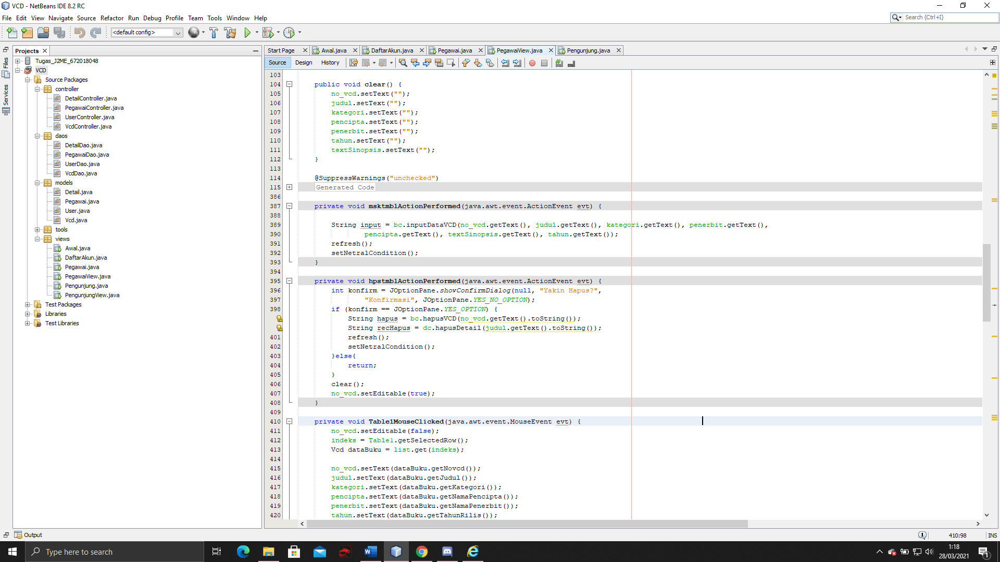 VCD - NetBeans IDE 8.2 RC
File Edit View Navigate Source Refactor Run Debug Profile Team Tools Window Help
Search (Ctrl+I)
<default config>
Files
Services
Projects
Tugas_J2ME_672018048
VCD
Source Packages
controller
DetailController.java
PegawaiController.java
UserController.java
VcdController.java
daos
DetailDao.java
PegawaiDao.java
UserDao.java
VcdDao.java
models
Detail.java
Pegawai.java
User.java
Vcd.java
tools
views
Awal.java
DaftarAkun.java
Pegawai.java
PegawaiView.java
Pengunjung.java
PengunjungView.java
Test Packages
Libraries
Test Libraries
Start Page Awal.java DaftarAkun.java Pegawai.java PegawaiView.java Pengunjung.java
Source Design History
103
104 public void clear() {
105 no_vcd.setText("");
106 judul.setText("");
107 kategori.setText("");
108 pencipta.setText("");
109 penerbit.setText("");
110 tahun.setText("");
111 textSinopsis.setText("");
112 }
113
114 @SuppressWarnings("unchecked")
115 Generated Code
386
387 private void msktmblActionPerformed(java.awt.event.ActionEvent evt) {
388
389 String input = bc.inputDataVCD(no_vcd.getText(), judul.getText(), kategori.getText(), penerbit.getText(),
390 pencipta.getText(), textSinopsis.getText(), tahun.getText());
391 refresh();
392 setNetralCondition();
393 }
394
395 private void hpstmblActionPerformed(java.awt.event.ActionEvent evt) {
396 int konfirm = JOptionPane.showConfirmDialog(null, "Yakin Hapus?",
397 "Konfirmasi", JOptionPane.YES_NO_OPTION);
398 if (konfirm == JOptionPane.YES_OPTION) {
String hapus = bc.hapusVCD(no_vcd.getText().toString());
String recHapus = dc.hapusDetail(judul.getText().toString());
401 refresh();
402 setNetralCondition();
403 }else{
404 return;
405 }
406 clear();
407 no_vcd.setEditable(true);
408 }
409
410 private void Table1MouseClicked(java.awt.event.MouseEvent evt) {
411 no_vcd.setEditable(false);
412 indeks = Table1.getSelectedRow();
413 Vcd dataBuku = list.get(indeks);
414
415 no_vcd.setText(dataBuku.getNovcd());
416 judul.setText(dataBuku.getJudul());
417 kategori.setText(dataBuku.getKategori());
418 pencipta.setText(dataBuku.getNamaPencipta());
419 penerbit.setText(dataBuku.getNamaPenerbit());
420 tahun.setText(dataBuku.getTahunRilis());
Output
1 410:98 INS
Type here to search
1:18
28/03/2021
1